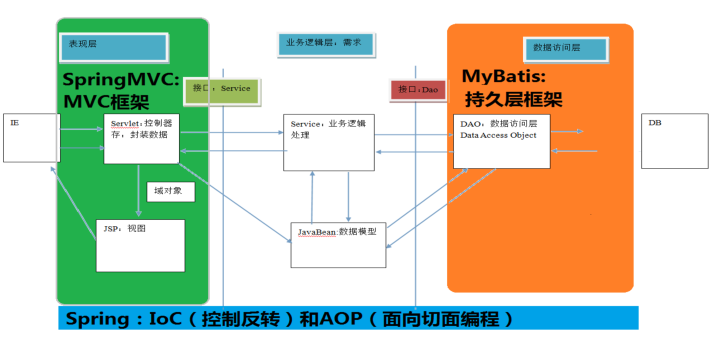 表现层
业务逻辑层，需求
数据访问层
SpringMVC:
MVC框架
接口，Service
接口，Dao
MyBatis:
持久层框架
IE
Servlet：控制器
存，封装数据
Service，业务逻辑
处理
DAO，数据访问层
Data Access Object
DB
域对象
JSP，视图
JavaBean:数据模型
Spring：IoC（控制反转）和AOP（面向切面编程）